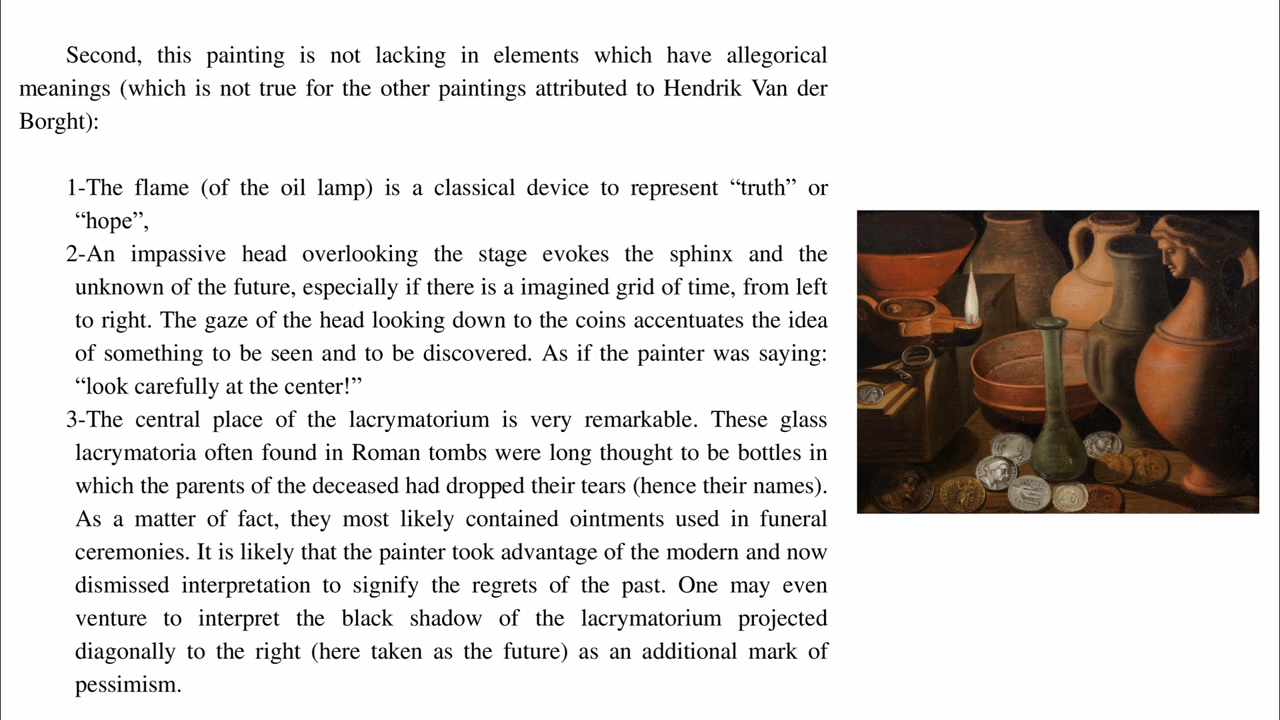 Second, this painting is not lacking in elements which have allegorical
meanings (which is not true for the other paintings attributed to Hendrik Van der
Borght):
1-The flame (of the oil lamp) is a classical device to represent “truth” or
“hope”,
2-An impassive head overlooking the stage evokes the sphinx and the
unknown of the future, especially if there is a imagined grid of time, from left
to right. The gaze of the head looking down to the coins accentuates the idea
of something to be seen and to be discovered. As if the painter was saying:
“look carefully at the center!”
3-The central place of the lacrymatorium is very remarkable. These glass
lacrymatoria often found in Roman tombs were long thought to be bottles in
which the parents of the deceased had dropped their tears (hence their names).
As a matter of fact, they most likely contained ointments used in funeral
ceremonies. It is likely that the painter took advantage of the modern and now
dismissed interpretation to signify the regrets of the past. One may even
venture to interpret the black shadow of the lacrymatorium projected
diagonally to the right (here taken as the future) as an additional mark of
pessimism.